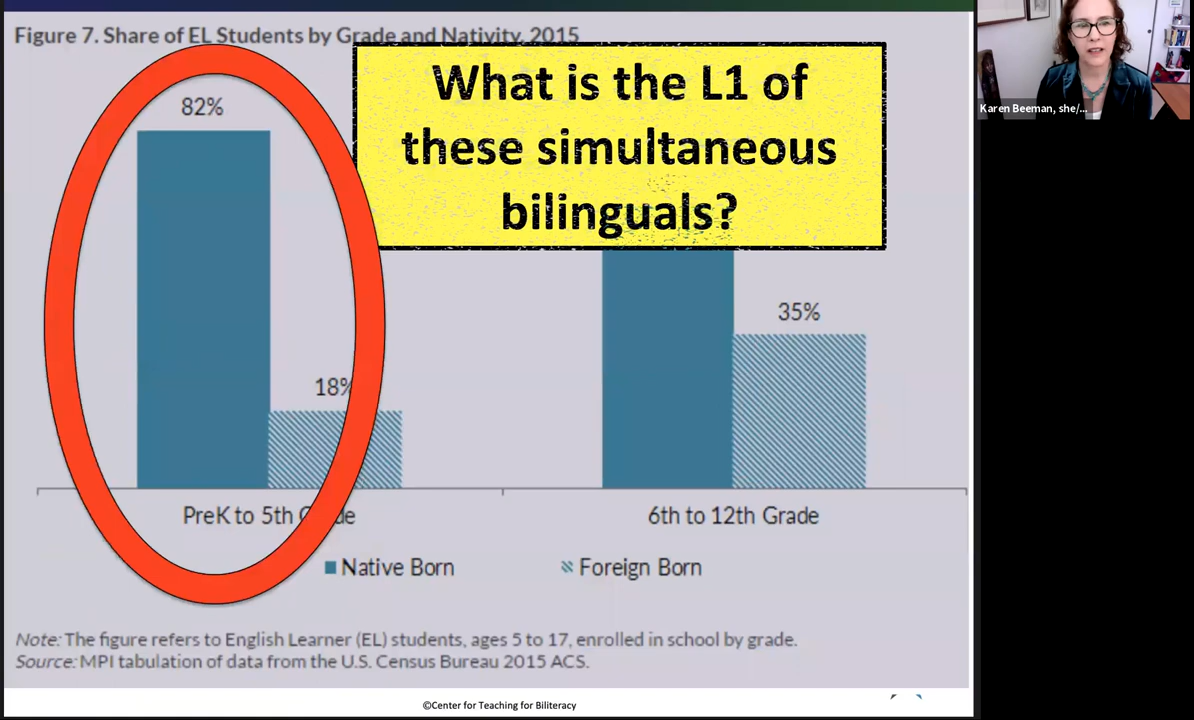 Figure 7. Share of EL Students by Grade and Nativity, 2015
What is the L1 of
these simultaneous
bilinguals?
Karen Beeman, she/...
82%
18%
35%
PreK to 5th
6th to 12th Grade
Native Born
Foreign Born
Note: The figure refers to English Learner (EL) students, ages 5 to 17, enrolled in school by grade.
Source: MPI tabulation of data from the U.S. Census Bureau 2015 ACS.
©Center for Teaching for Biliteracy